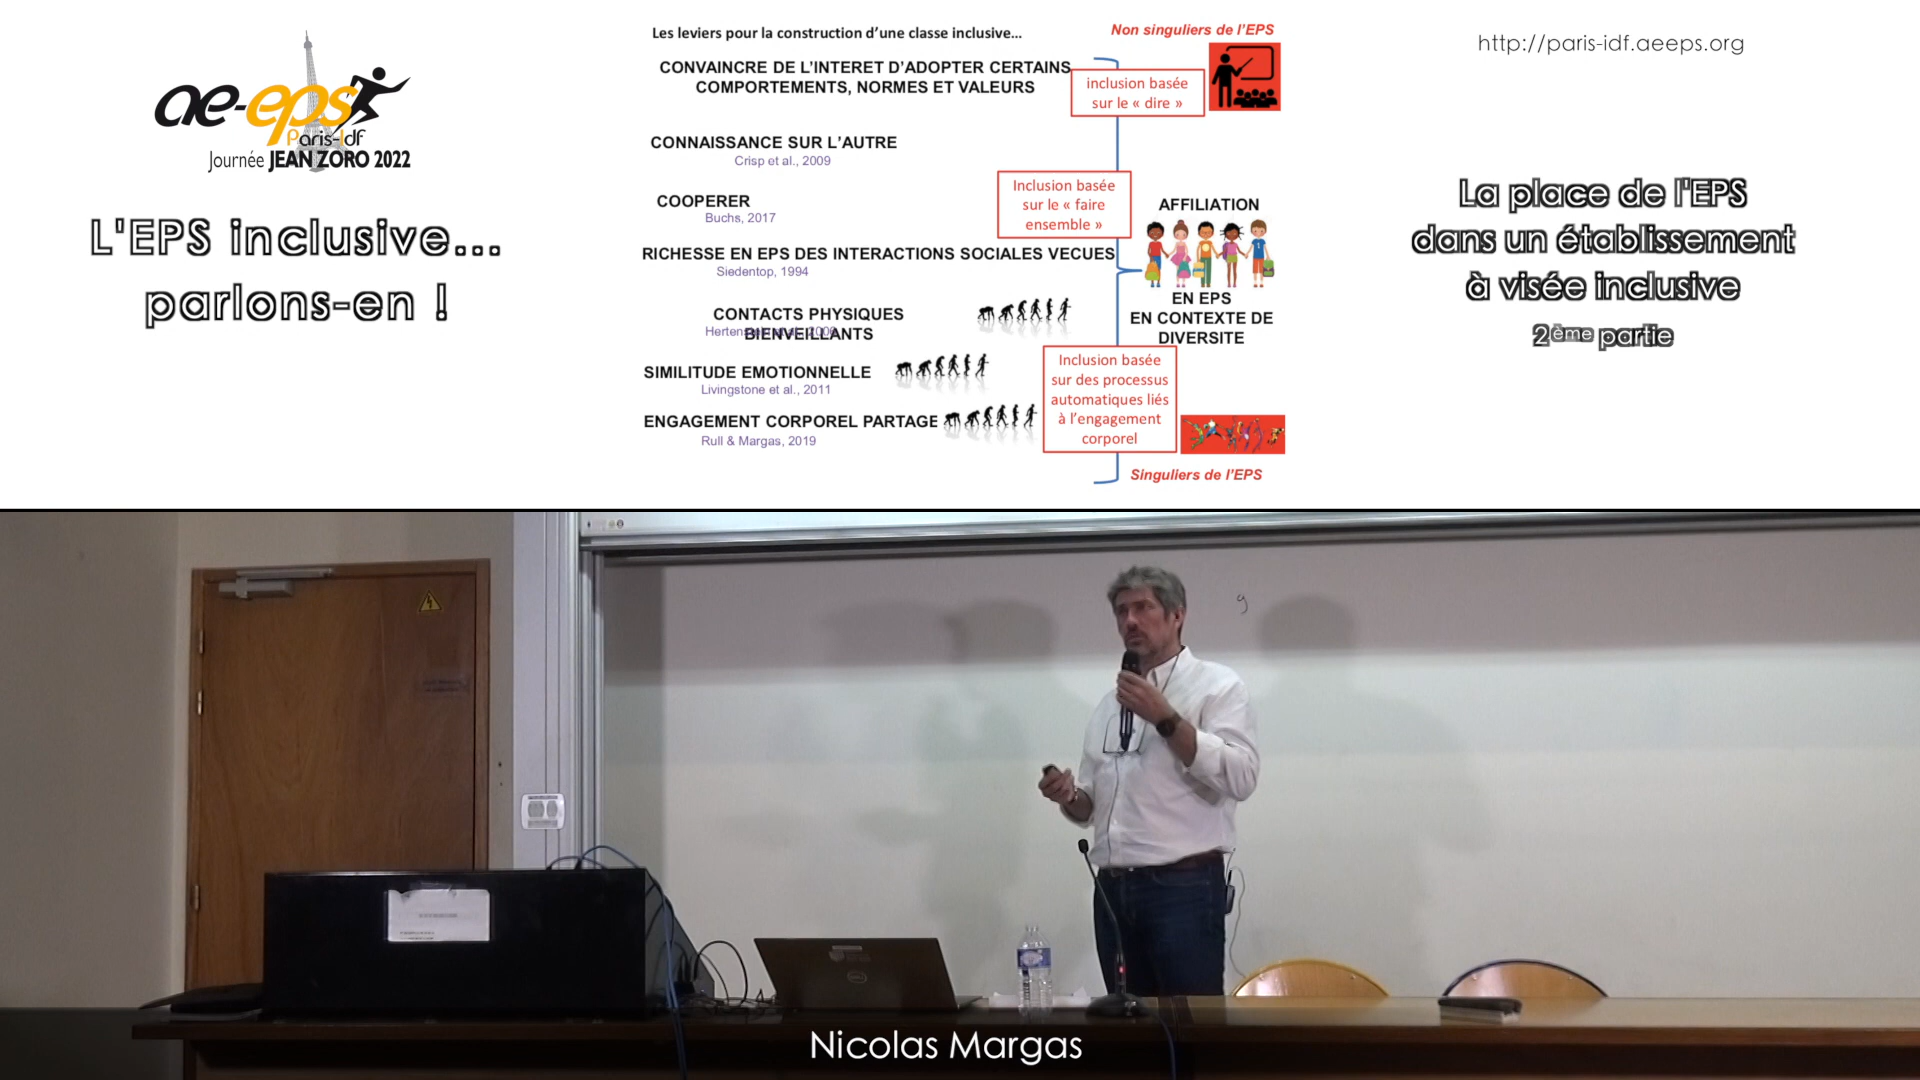 ae-eps
Paris-Idf
Journée JEAN ZORO 2022
L'EPS inclusive...
parlons-en !
Les leviers pour la construction d'une classe inclusive...
Non singuliers de l'EPS
CONVAINCRE DE L'INTERET D'ADOPTER CERTAINS
COMPORTEMENTS, NORMES ET VALEURS
inclusion basée
sur le « dire »
CONNAISSANCE SUR L'AUTRE
Crisp et al., 2009
COOPERER
Buchs, 2017
Inclusion basée
sur le « faire
ensemble »
AFFILIATION
RICHESSE EN EPS DES INTERACTIONS SOCIALES VECUES
Siedentop, 1994
EN EPS
EN CONTEXTE DE
DIVERSITE
CONTACTS PHYSIQUES
BIENVEILLANTS
SIMILITUDE EMOTIONNELLE
Livingstone et al., 2011
ENGAGEMENT CORPOREL PARTAGE
Rull & Margas, 2019
Inclusion basée
sur des processus
automatiques liés
à l'engagement
corporel
Singuliers de l'EPS
http://paris-idf.aeeps.org
La place de l'EPS
dans un établissement
à visée inclusive
2ème partie
DELL
Nicolas Margas